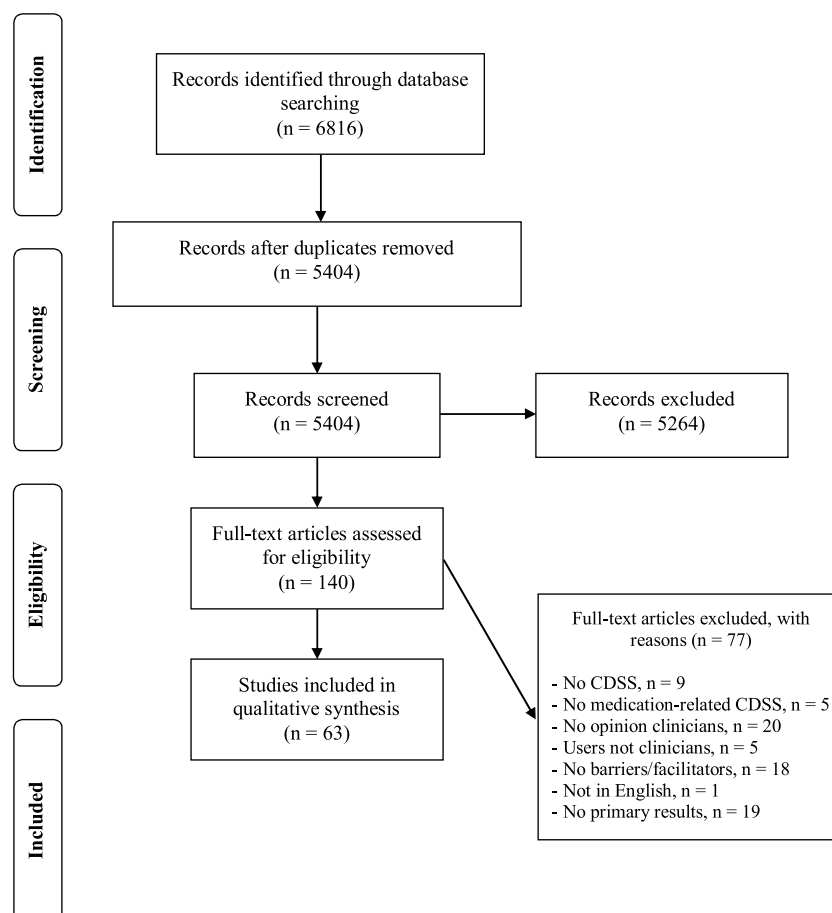 Identification
Records identified through database
searching
(n = 6816)
Records after duplicates removed
(n = 5404)
Screening
Records screened
(n = 5404)
Records excluded
(n = 5264)
Eligibility
Full-text articles assessed
for eligibility
(n = 140)
Full-text articles excluded, with
reasons (n = 77)
- No CDSS, n = 9
- No medication-related CDSS, n = 5
- No opinion clinicians, n = 20
- Users not clinicians, n = 5
- No barriers/facilitators, n = 18
- Not in English, n = 1
- No primary results, n = 19
Studies included in
qualitative synthesis
(n = 63)
Included